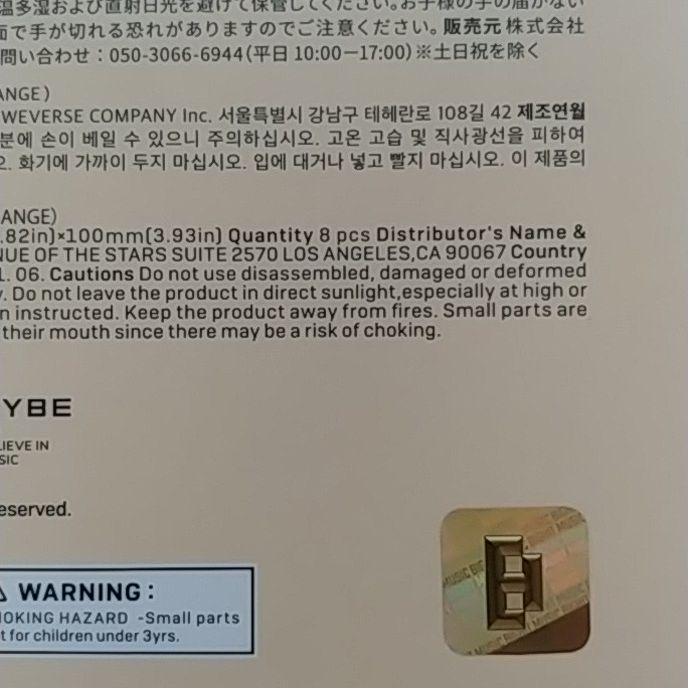 温多湿および直射日光を避けて保管してください。お子様の手の届かない
面で手が切れる恐れがありますのでご注意ください。販売元 株式会社
問い合わせ：050-3066-6944(平日 10:00ー17:00)※土日祝を除く
ANGE)
WEVERSE COMPANY Inc. 서울특별시 강남구 테헤란로 108길 42 제조연월
분에 손이 베일 수 있으니 주의하십시오. 고온 고습 및 직사광선을 피하여
오. 화기에 가까이 두지 마십시오. 입에 대거나 넣고 빨지 마십시오. 이 제품의
ANGE)
.82in)×100mm(3.93in) Quantity 8 pcs Distributor's Name &
NUE OF THE STARS SUITE 2570 LOS ANGELES,CA 90067 Country
1. 06. Cautions Do not use disassembled, damaged or deformed
y. Do not leave the product in direct sunlight,especially at high or
n instructed. Keep the product away from fires. Small parts are
their mouth since there may be a risk of choking.
YBE
LIEVE IN
SIC
eserved.
WARNING :
HOKING HAZARD -Small parts
t for children under 3yrs.
MUSIC BIG